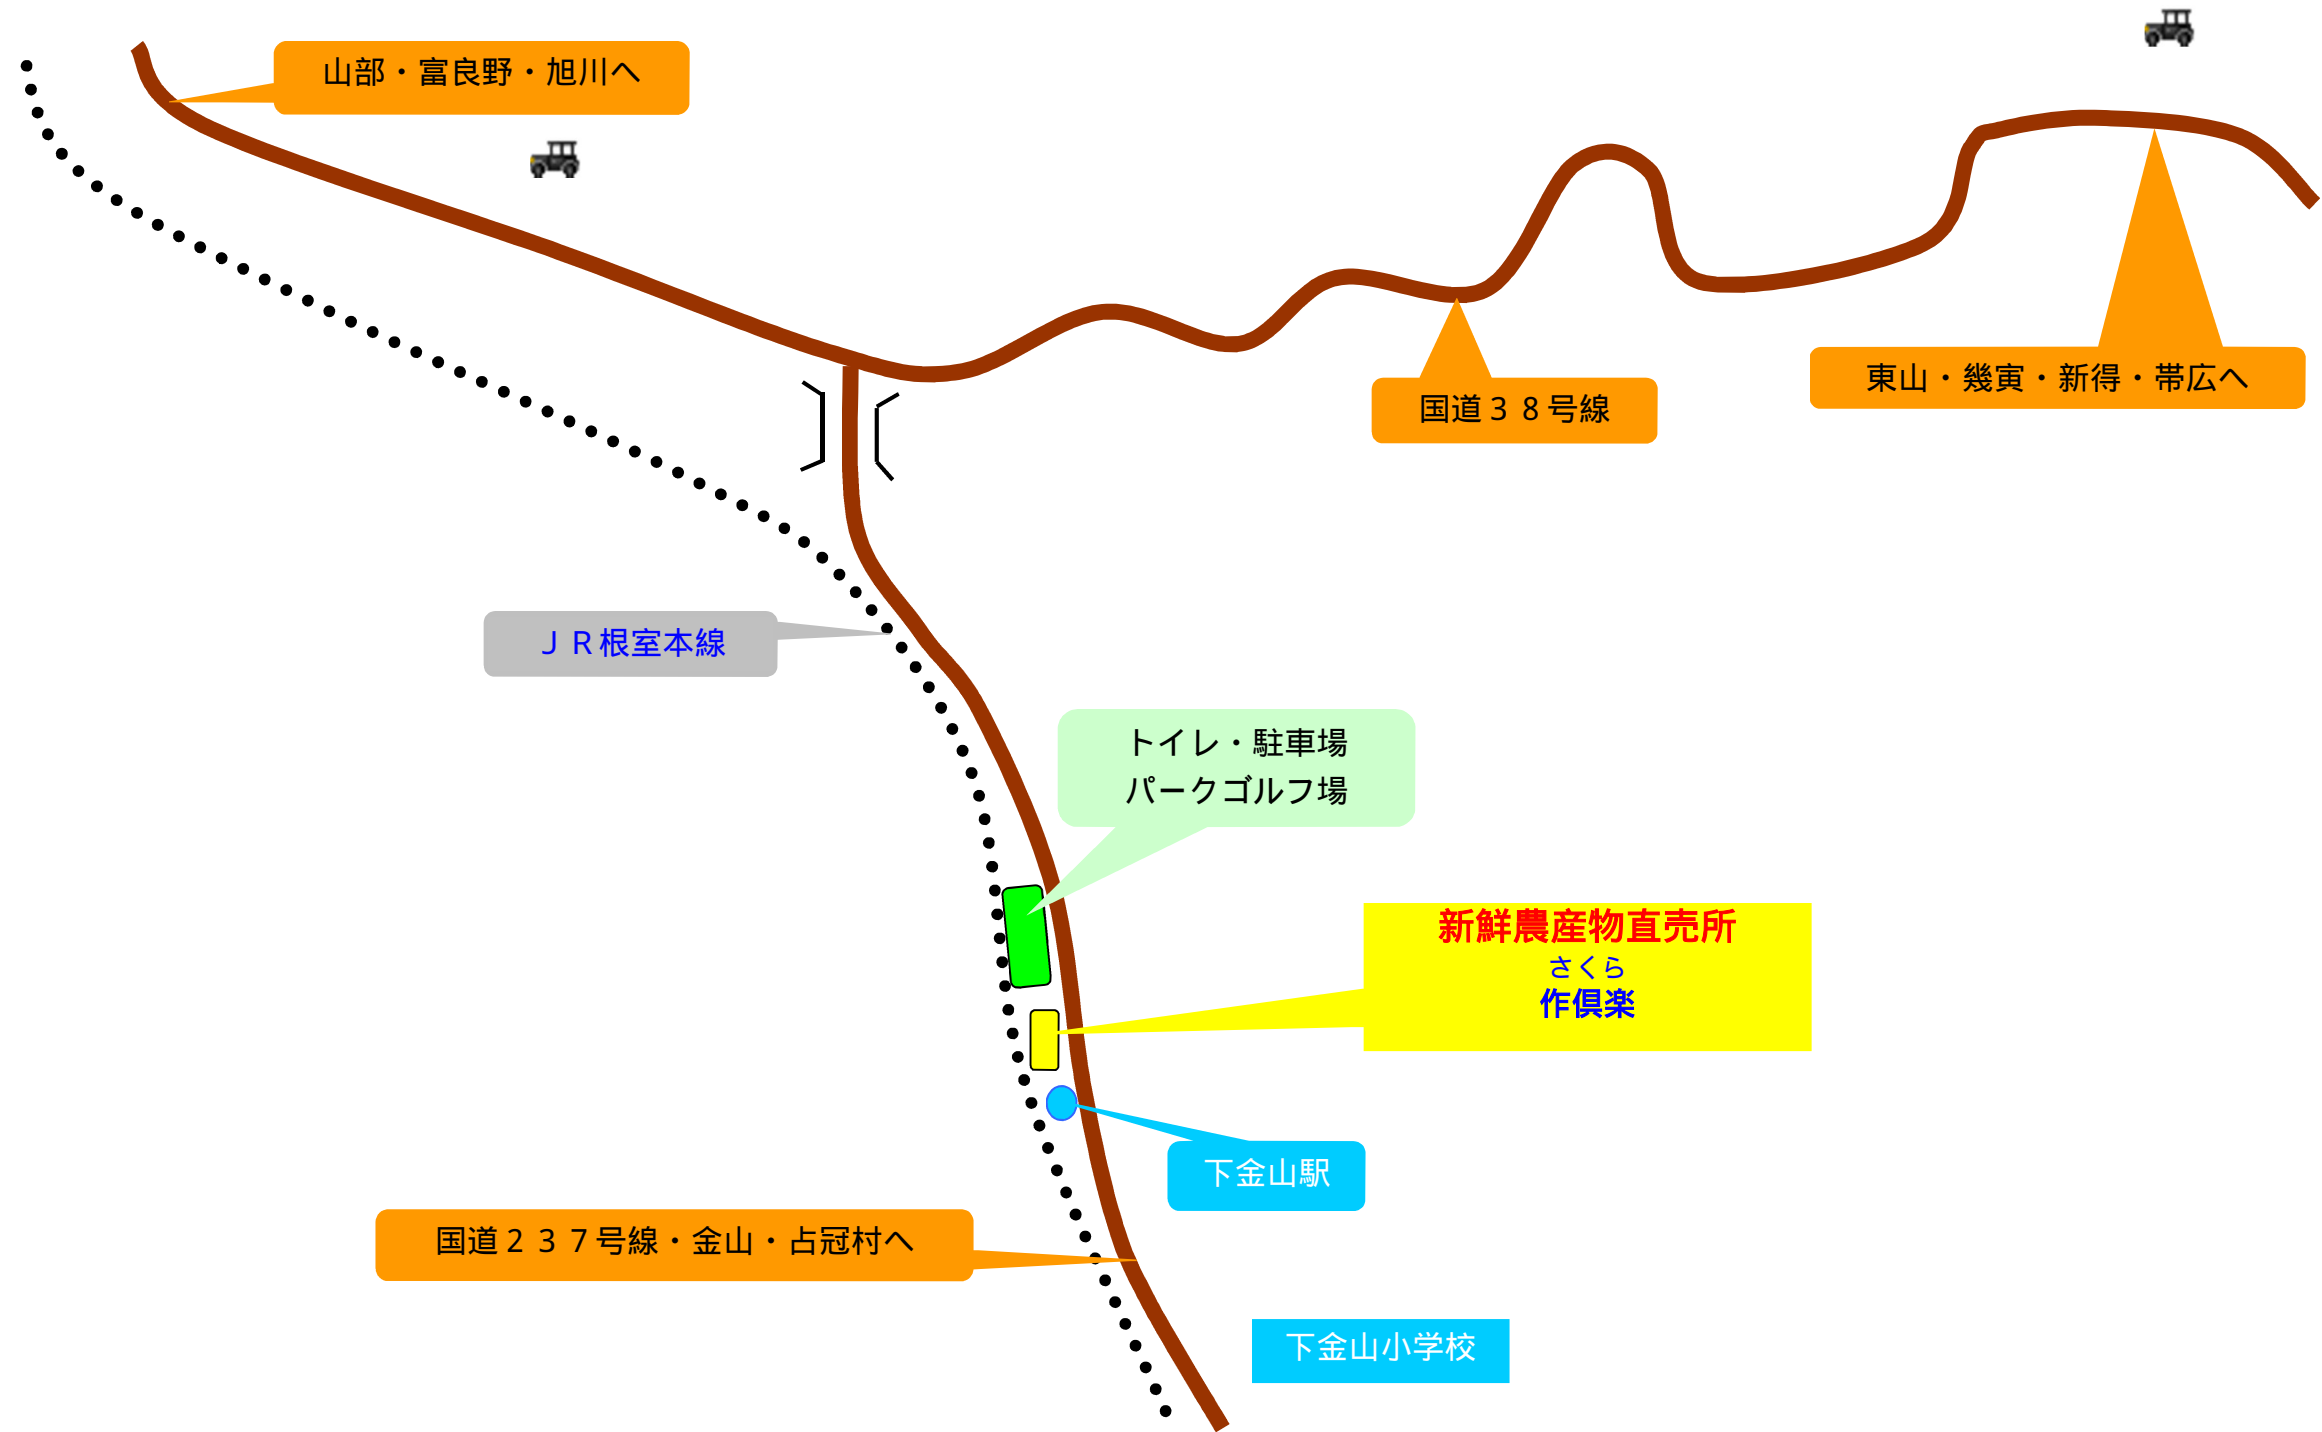 山部・富良野・旭川へ
東山・幾寅・新得・帯広へ
国道３８号線
ＪＲ根室本線
トイレ・駐車場
パークゴルフ場
新鮮農産物直売所
さくら
作倶楽
下金山駅
国道２３７号線・金山・占冠村へ
下金山小学校